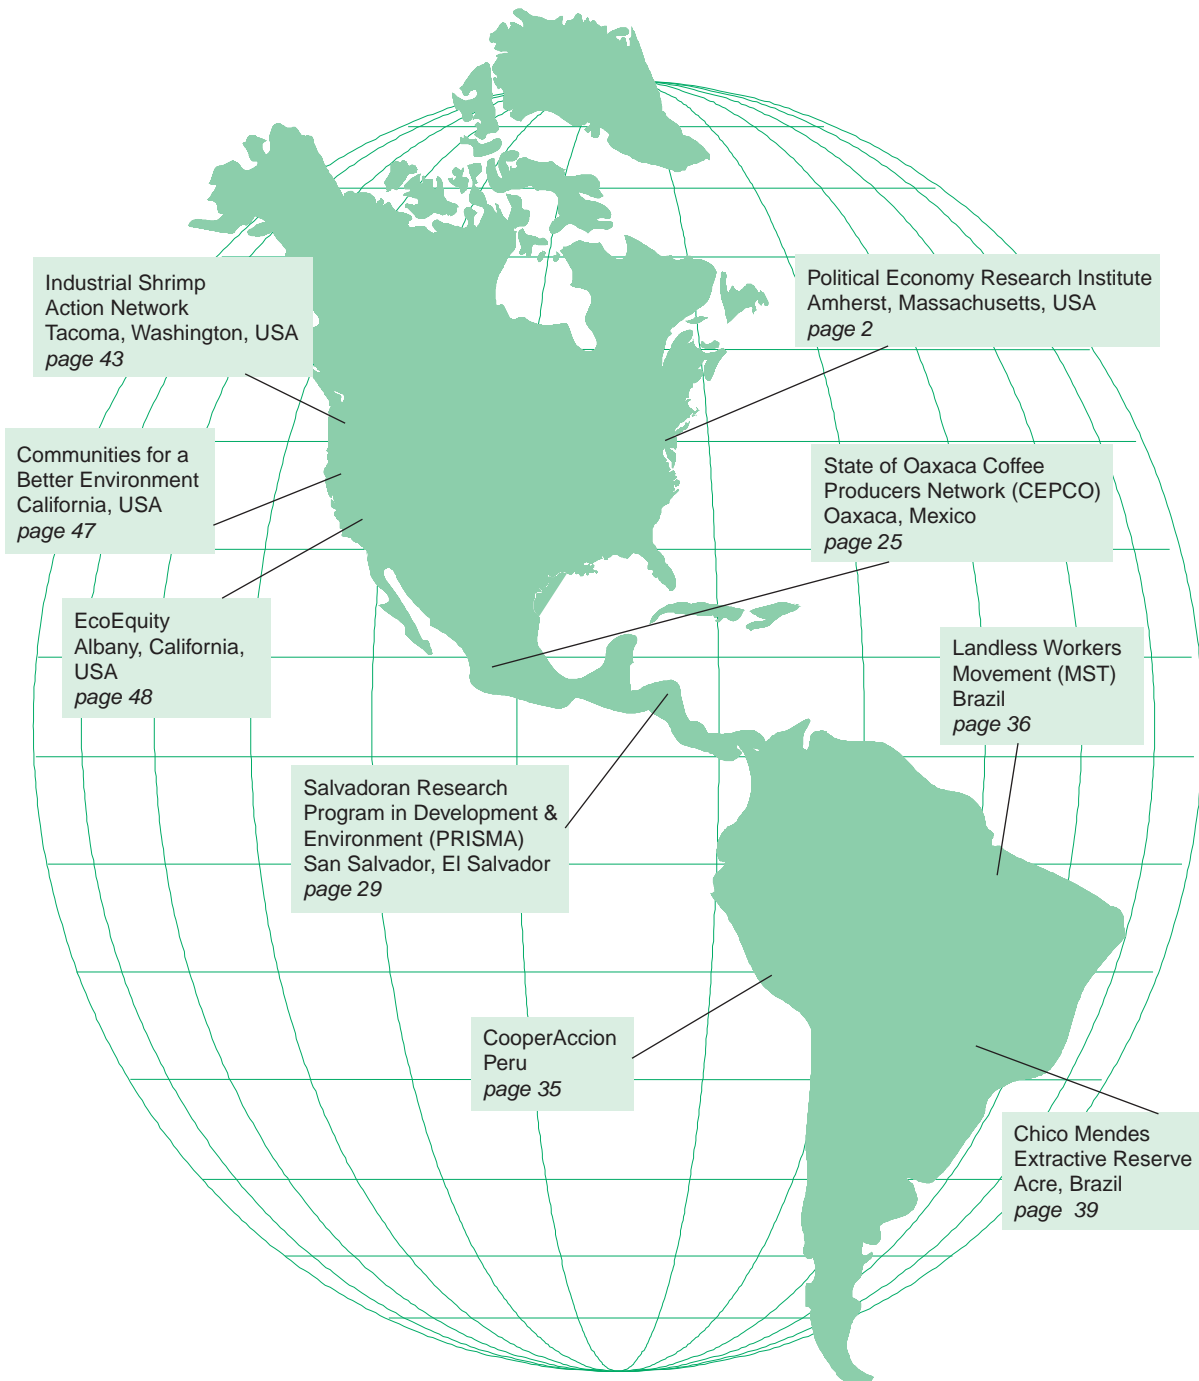 Industrial Shrimp
Action Network
Tacoma, Washington, USA
page 43
Political Economy Research Institute
Amherst, Massachusetts, USA
page 2
Communities for a
Better Environment
California, USA
page 47
State of Oaxaca Coffee
Producers Network (CEPCO)
Oaxaca, Mexico
page 25
EcoEquity
Albany, California,
USA
page 48
Landless Workers
Movement (MST)
Brazil
page 36
Salvadoran Research
Program in Development &
Environment (PRISMA)
San Salvador, El Salvador
page 29
CooperAccion
Peru
page 35
Chico Mendes
Extractive Reserve
Acre, Brazil
page 39